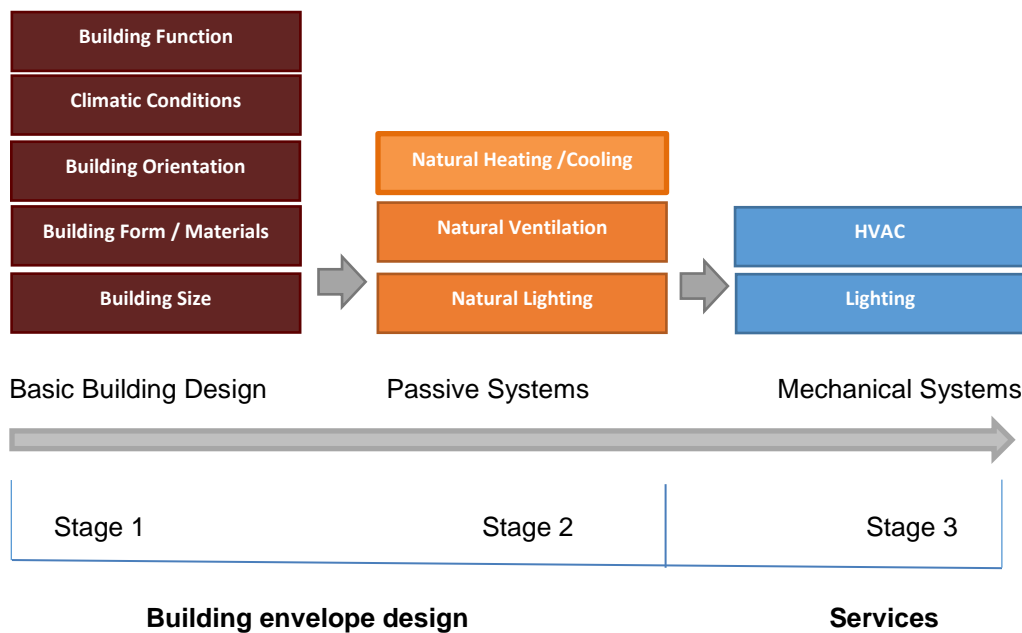 Building Function
Climatic Conditions
Building Orientation
Building Form / Materials
Building Size
Natural Heating /Cooling
Natural Ventilation
Natural Lighting
HVAC
Lighting
Basic Building Design
Passive Systems
Mechanical Systems
Stage 1
Stage 2
Stage 3
Building envelope design
Services